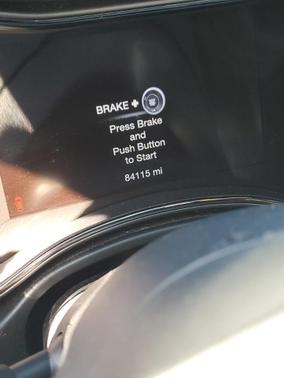 BRAKE +
Press Brake
and
Push Button
to Start
84115 mi